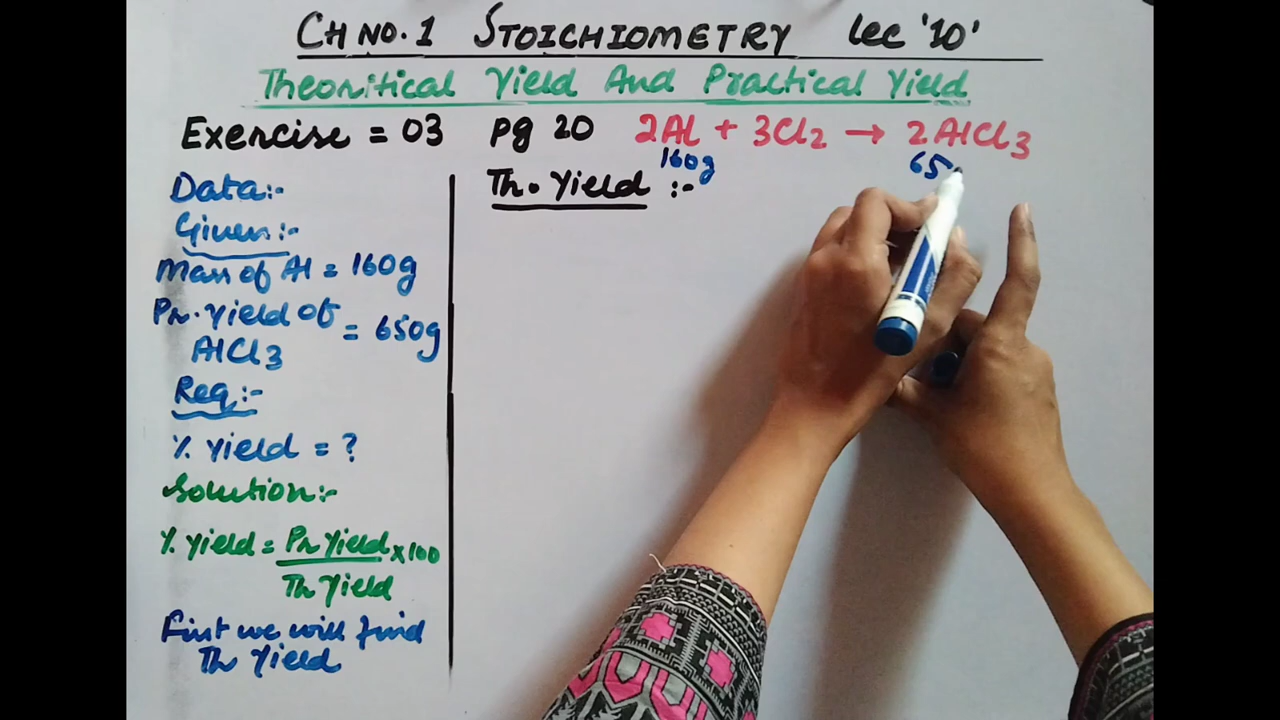 CH NO. 1 STOICHIOMETRY Lec '10'
Theoritical Yield And Practical Yield
Exercise = 03 pg 20 2Al + 3Cl2 → 2AlCl3
160g 65
Data:-
Given:-
Mass of Al = 160g
Pr. Yield of AlCl3 = 650g
Req:-
% Yield = ?
Solution:-
% Yield = Pr Yield × 100
Th Yield
First we will find
Th Yield
Th. Yield :-